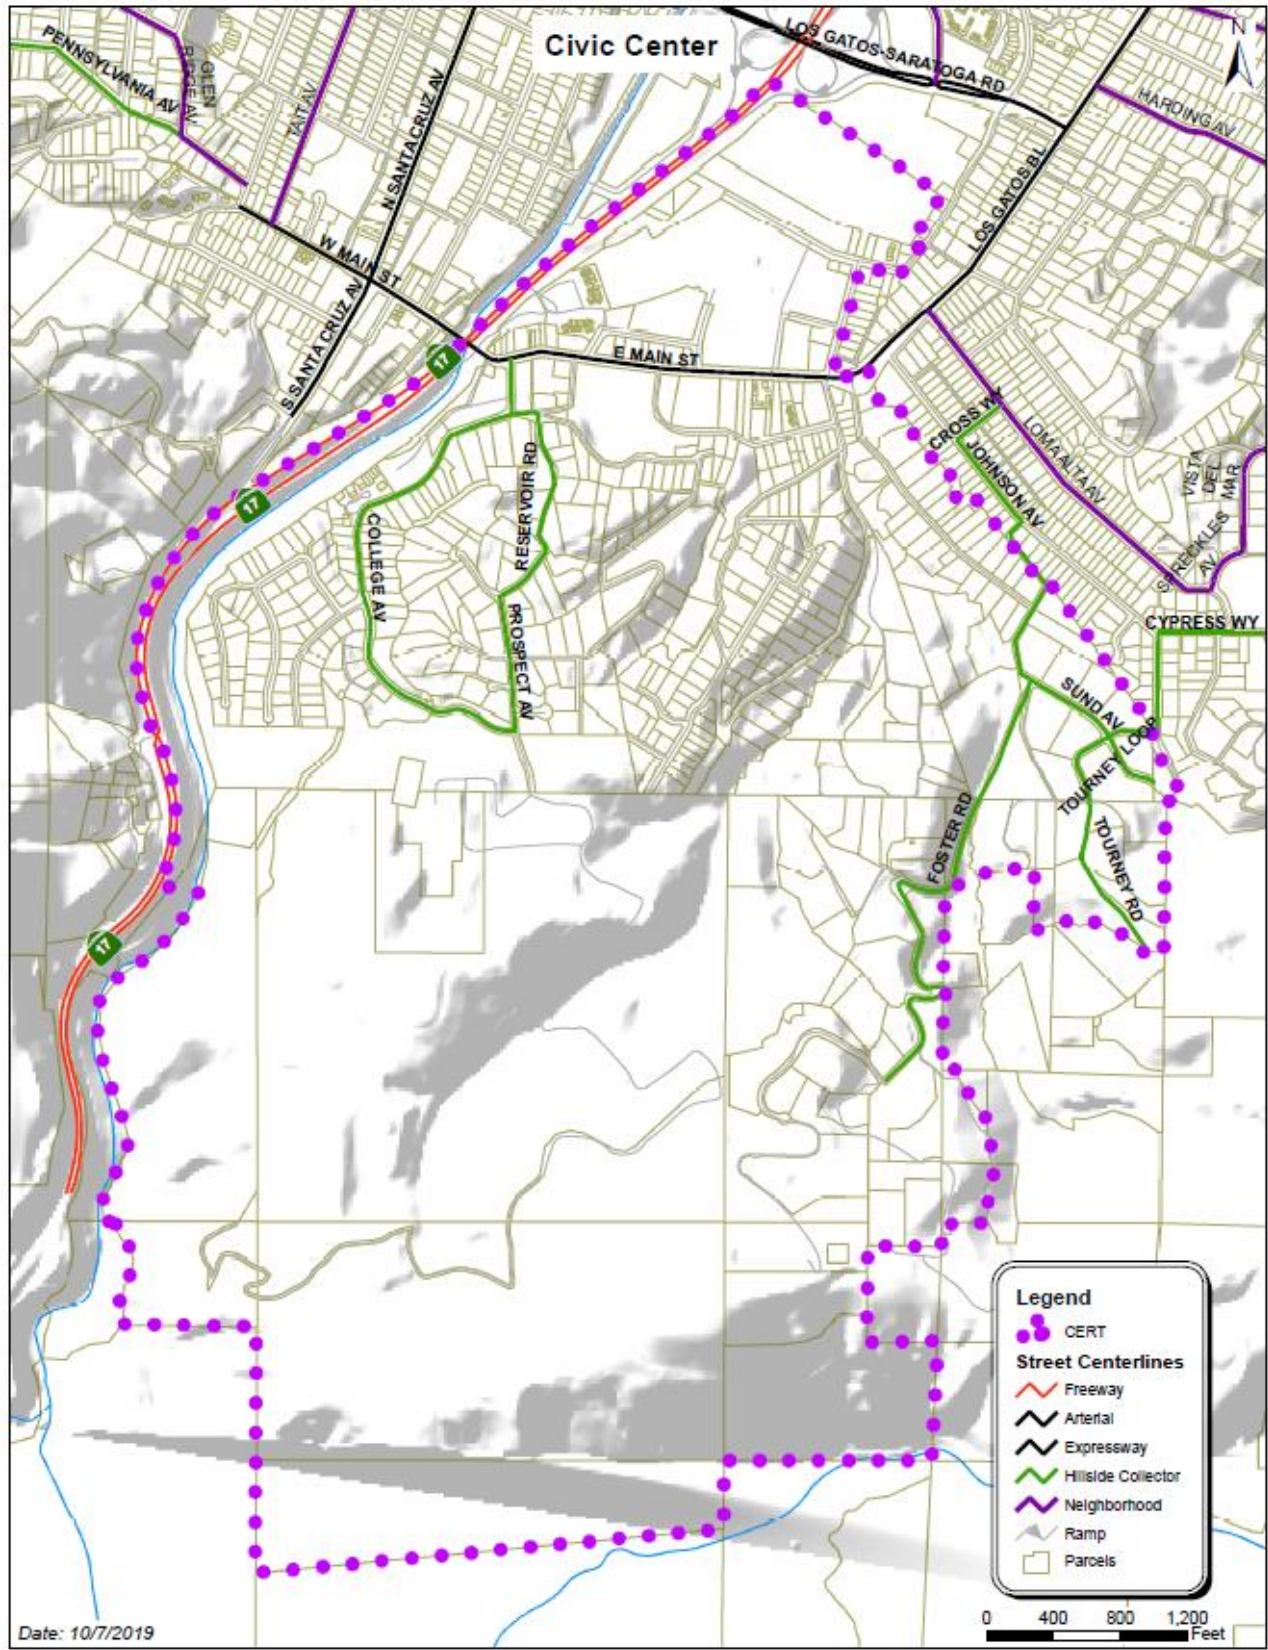 Civic Center
LOS GATOS-SARATOGA RD
N
PENNSYLVANIA AV
GLEN
RIDGE AV
TAIT AV
N SANTACRUZ AV
HARDING AV
LOS GATOS BL
W MAIN ST
S SANTA CRUZ AV
17
E MAIN ST
CROSS WY
LOMA ALTA AV
JOHNSON AV
VISTA
DEL
MAR
SPRECKLES
AV
17
RESERVOIR RD
COLLEGE AV
PROSPECT AV
CYPRESS WY
SUND AV
TOURNEY LOOP
FOSTER RD
TOURNEY RD
17
Legend
CERT
Street Centerlines
Freeway
Arterial
Expressway
Hillside Collector
Neighborhood
Ramp
Parcels
0 400 800 1,200
Feet
Date: 10/7/2019